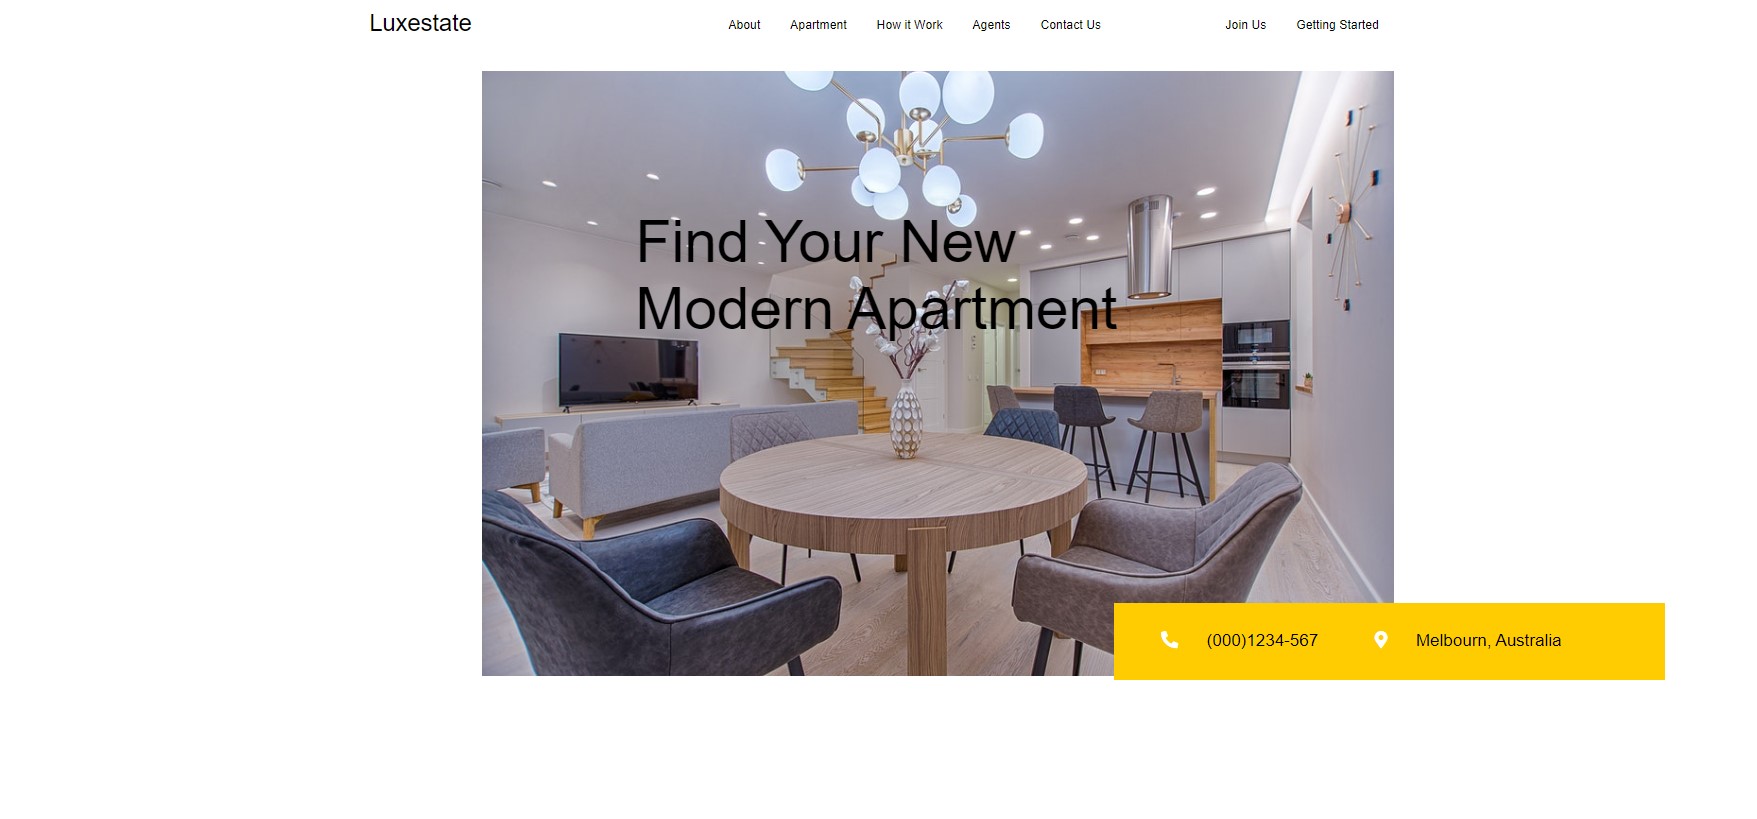 Luxestate
About Apartment How it Work Agents Contact Us Join Us Getting Started
Find Your New
Modern Apartment
(000)1234-567 Melbourn, Australia